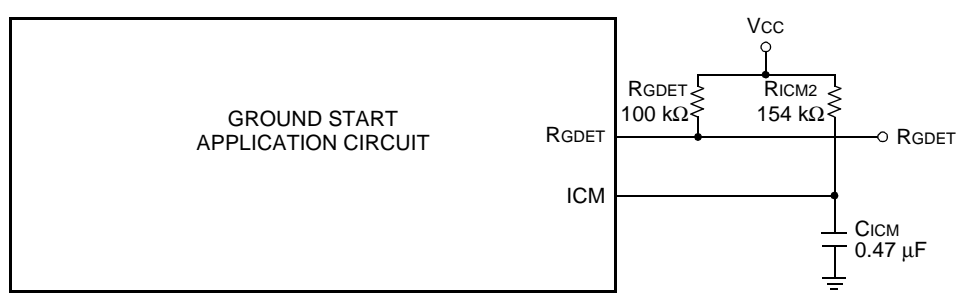 VCC
RGDET
100 kΩ
RICM2
154 kΩ
GROUND START
APPLICATION CIRCUIT
RGDET
RGDET
ICM
CICM
0.47 μF